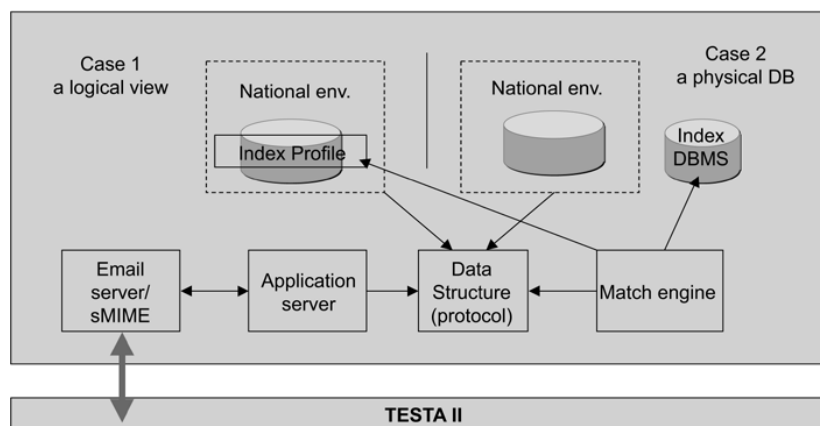 Case 1
a logical view
National env.
Index Profile
National env.
Case 2
a physical DB
Index
DBMS
Email
server/
sMIME
Application
server
Data
Structure
(protocol)
Match engine
TESTA II